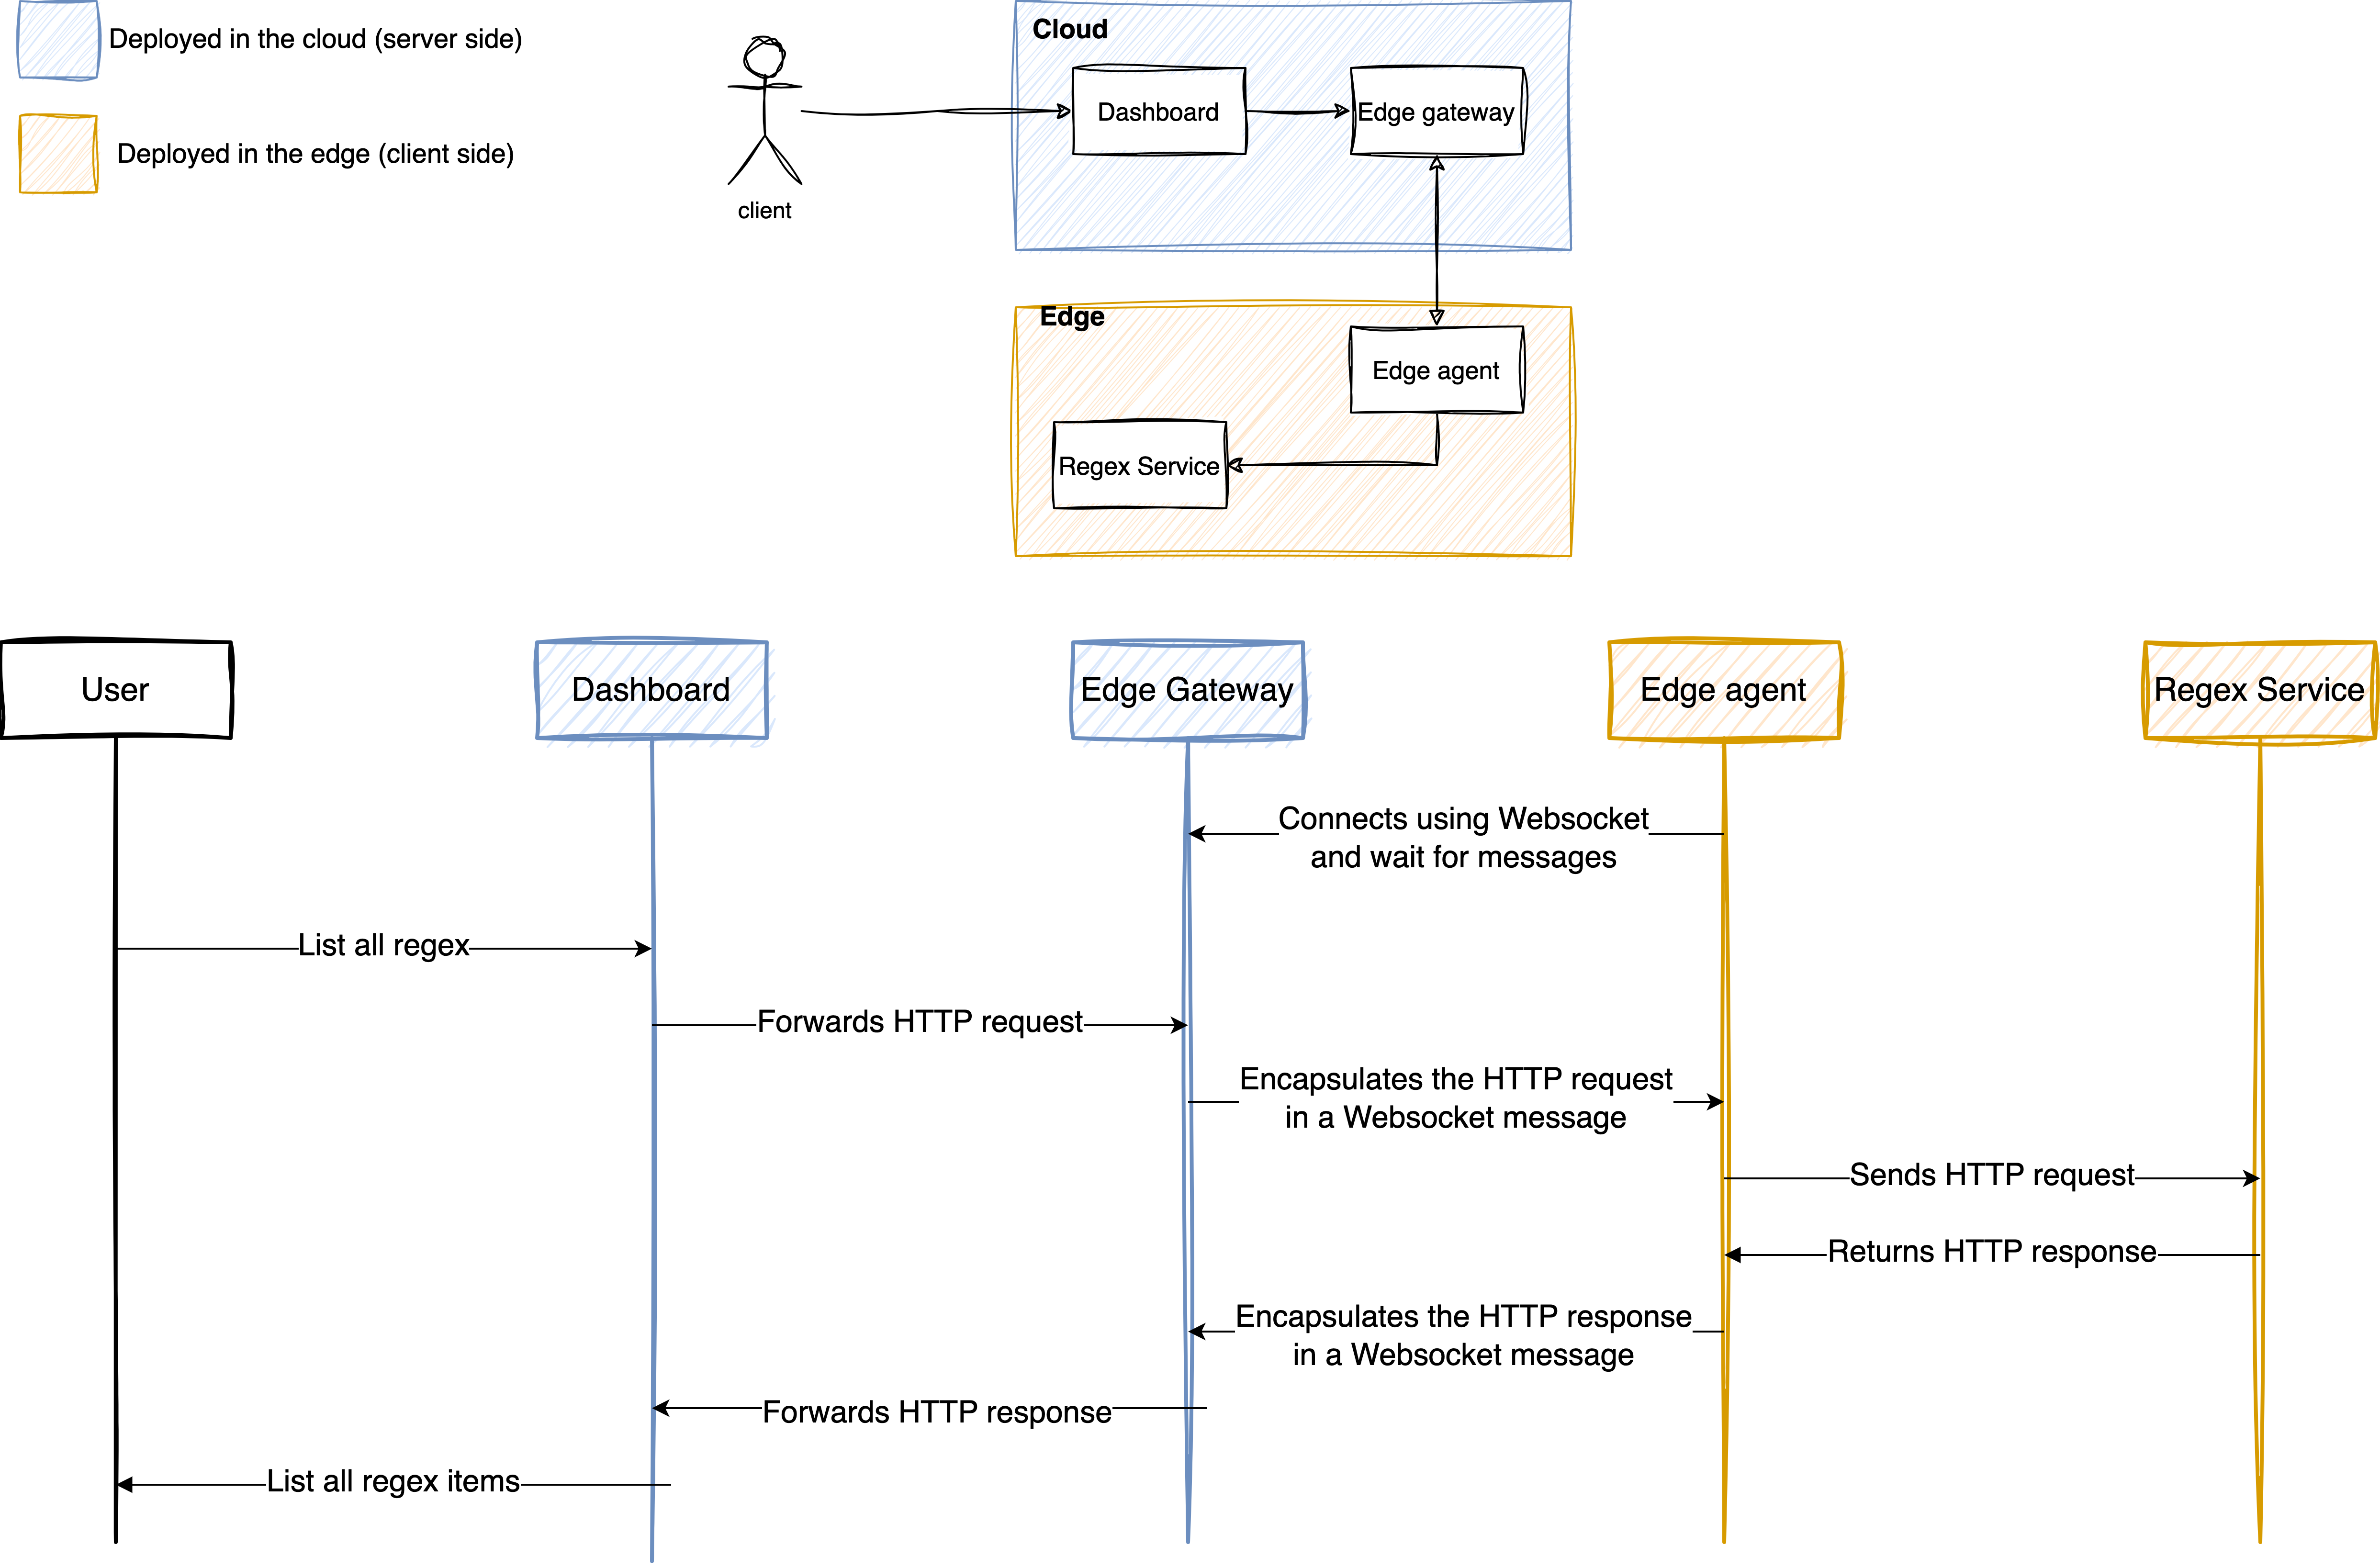 Deployed in the cloud (server side)
Deployed in the edge (client side)
client
Cloud
Dashboard
Edge gateway
Edge
Edge agent
Regex Service
User
Dashboard
Edge Gateway
Edge agent
Regex Service
Connects using Websocket
and wait for messages
List all regex
Forwards HTTP request
Encapsulates the HTTP request
in a Websocket message
Sends HTTP request
Returns HTTP response
Encapsulates the HTTP response
in a Websocket message
Forwards HTTP response
List all regex items